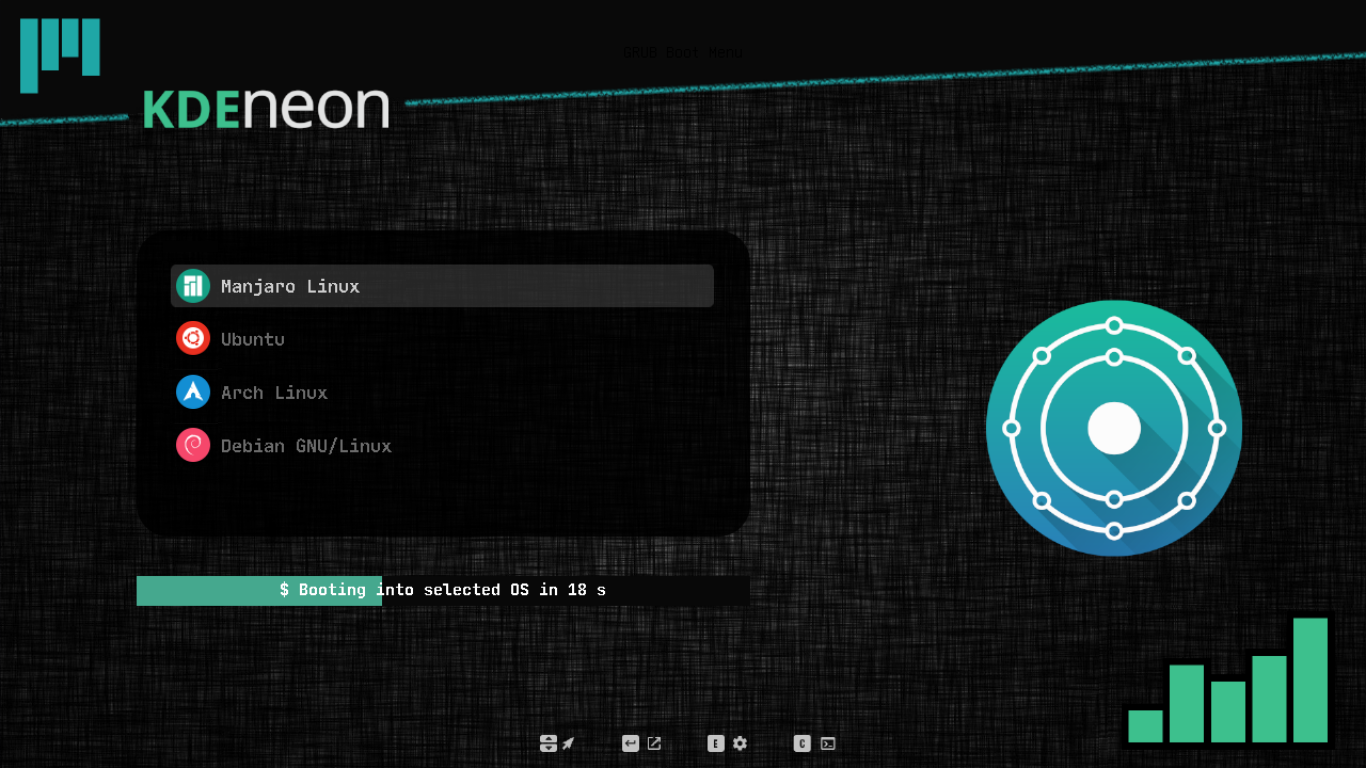 GRUB Boot Menu
KDEneon
Manjaro Linux
Ubuntu
Arch Linux
Debian GNU/Linux
$ Booting into selected OS in 18 s
E
C